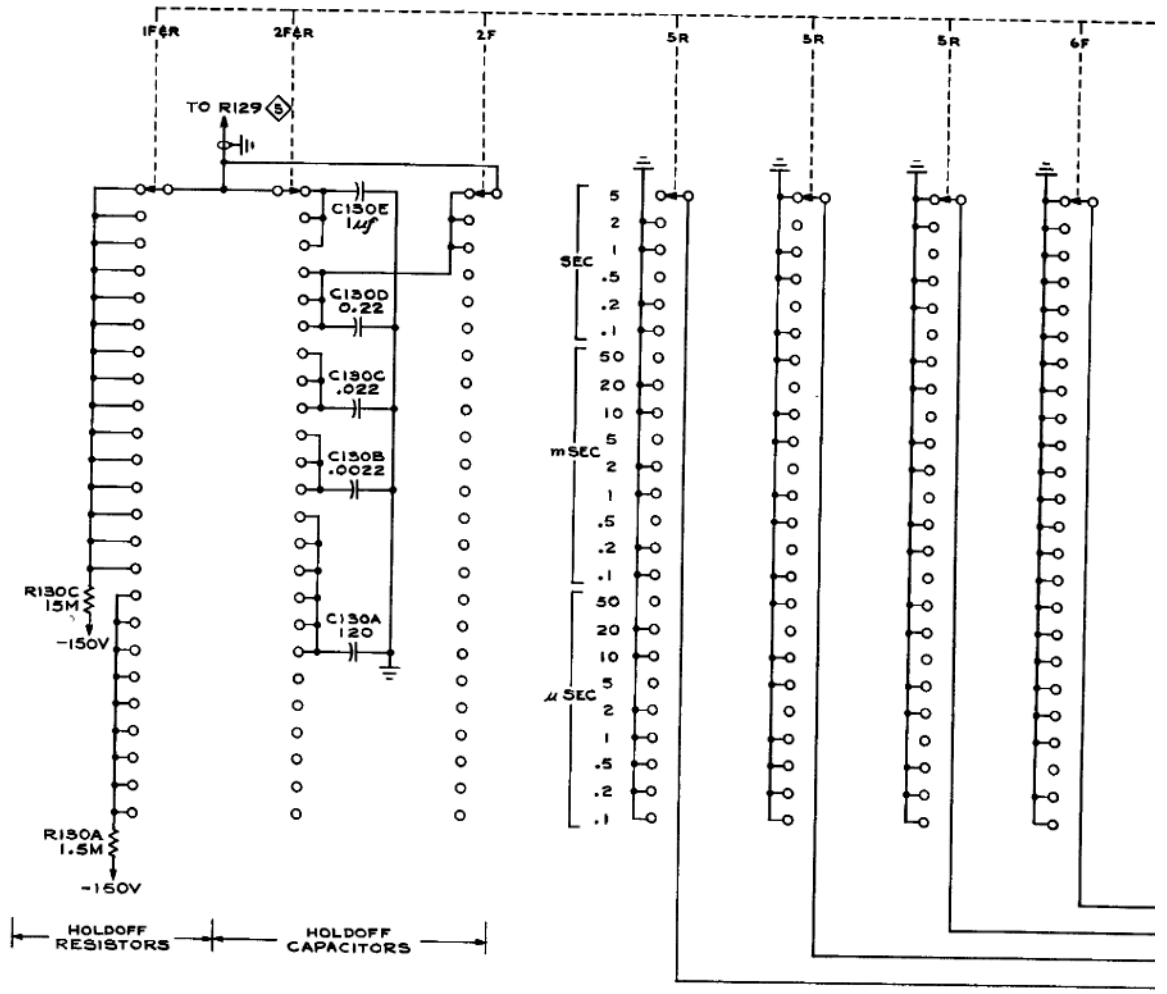 1F&R
2F&R
2F
5R
5R
5R
6F
TO R129 5
C130E
1μf
C130D
0.22
C130C
.022
C130B
.0022
C130A
120
R130C
15M
-150V
R130A
1.5M
-150V
SEC
5
2
1
.5
.2
.1
mSEC
50
20
10
5
2
1
.5
.2
.1
μSEC
50
20
10
5
2
1
.5
.2
.1
HOLDOFF
RESISTORS
HOLDOFF
CAPACITORS